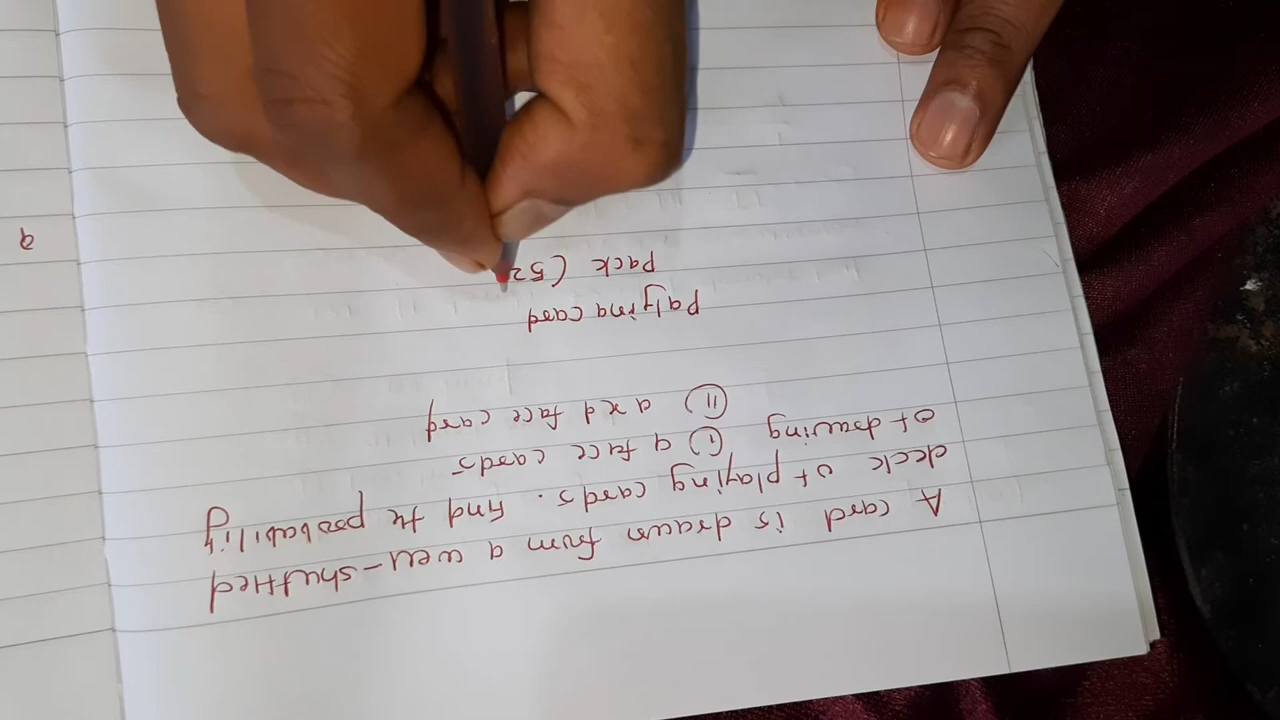 A card is drawn from a well-shuffled
deck of playing cards. Find the probability
of drawing (i) a face cards
(ii) a red face card
Palying card
Pack (52
9